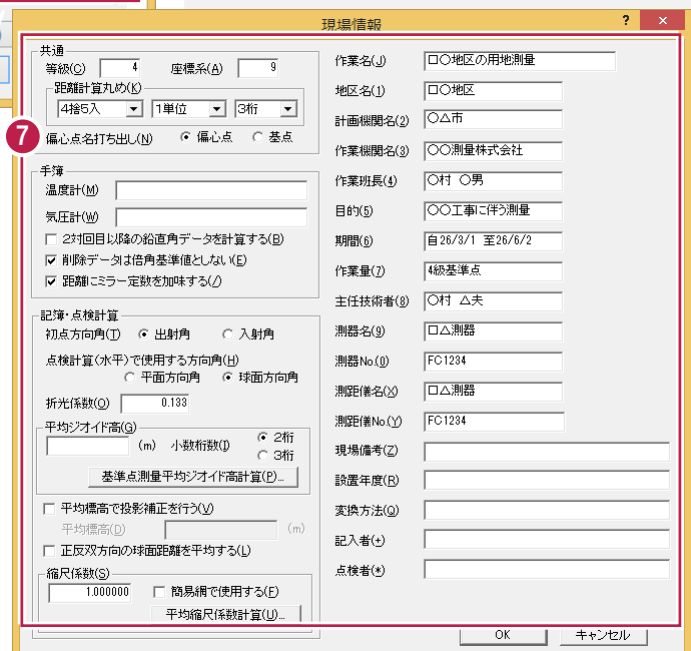 現場情報
? ×
7
共通
等級(C) 4 座標系(A) 9
距離計算丸め(K)
4捨5入 1単位 3桁
偏心点名打ち出し(N) 偏心点 基点
手簿
温度計(M)
気圧計(W)
2対回目以降の鉛直角データを計算する(B)
削除データは倍角基準値としない(E)
距離にミラー定数を加味する(/)
記簿・点検計算
初点方向角(T) 出射角 入射角
点検計算(水平)で使用する方向角(H)
平面方向角 球面方向角
折光係数(O) 0.133
平均ジオイド高(G)
(m) 小数桁数(I) 2桁
3桁
基準点測量平均ジオイド高計算(P)...
平均標高で投影補正を行う(V)
平均標高(D) (m)
正反双方向の球面距離を平均する(L)
縮尺係数(S)
1.000000 簡易網で使用する(F)
平均縮尺係数計算(U)...
作業名(J) 口〇地区の用地測量
地区名(1) 口〇地区
計画機関名(2) 〇△市
作業機関名(3) 〇〇測量株式会社
作業班長(4) 〇村 〇男
目的(5) 〇〇工事に伴う測量
期間(6) 自26/3/1 至26/6/2
作業量(7) 4級基準点
主任技術者(8) 〇村 △夫
測器名(9) 口△測器
測器No.(0) FC1234
測距儀名(X) 口△測器
測距儀No.(Y) FC1234
現場備考(Z)
設置年度(R)
変換方法(Q)
記入者(+)
点検者(*)
OK キャンセル